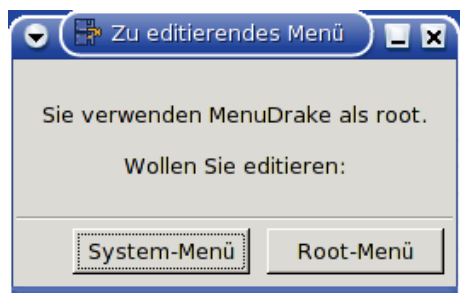 Zu editierendes Menü
Sie verwenden MenuDrake als root.
Wollen Sie editieren:
System-Menü
Root-Menü